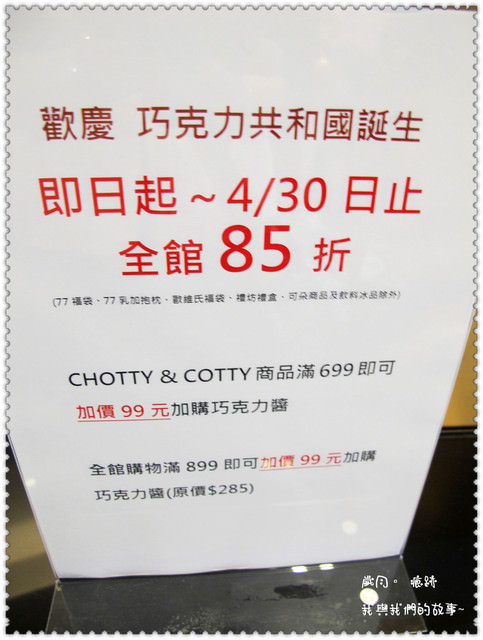 歡慶 巧克力共和國誕生
即日起 ~ 4/30 日止
全館 85 折
(77 福袋、77 乳加抱枕、歐維氏福袋、禮坊禮盒、可朵商品及飲料冰品除外)
CHOTTY & COTTY 商品滿 699 即可
加價 99 元加購巧克力醬
全館購物滿 899 即可加價 99 元加購
巧克力醬(原價$285)
歲月。 痕跡
我與我們的故事~